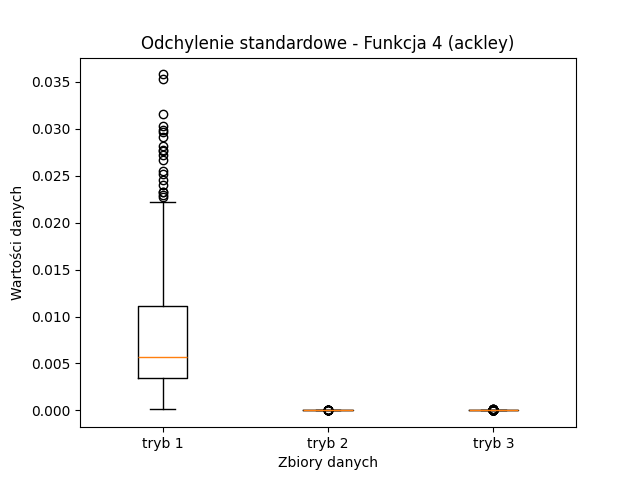 Odchylenie standardowe - Funkcja 4 (ackley)
Wartości danych
0.035
0.030
0.025
0.020
0.015
0.010
0.005
0.000
tryb 1
tryb 2
tryb 3
Zbiory danych